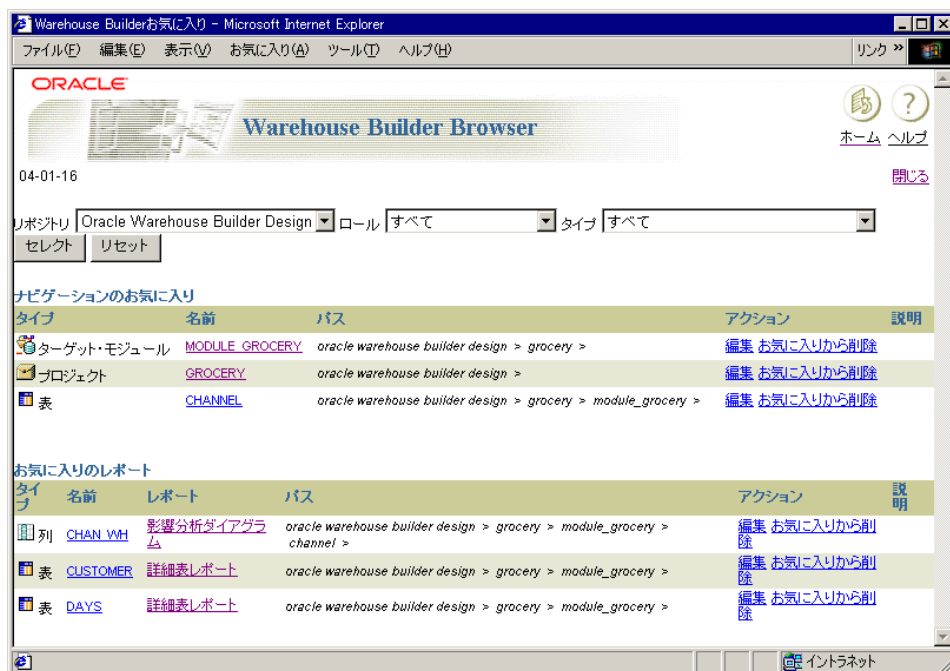 Warehouse Builderお気に入り - Microsoft Internet Explorer
ファイル(F) 編集(E) 表示(V) お気に入り(A) ツール(T) ヘルプ(H) リンク »
ORACLE
Warehouse Builder Browser
ホーム ヘルプ
04-01-16 閉じる
リポジトリ Oracle Warehouse Builder Design ロール すべて タイプ すべて
セレクト リセット
ナビゲーションのお気に入り
タイプ 名前 パス アクション 説明
ターゲット・モジュール MODULE_GROCERY oracle warehouse builder design > grocery > 編集 お気に入りから削除
プロジェクト GROCERY oracle warehouse builder design > 編集 お気に入りから削除
表 CHANNEL oracle warehouse builder design > grocery > module_grocery > 編集 お気に入りから削除
お気に入りのレポート
タイプ 名前 レポート パス アクション 説明
列 CHAN_WH 影響分析ダイアグラム oracle warehouse builder design > grocery > module_grocery > channel > 編集 お気に入りから削除
表 CUSTOMER 詳細表レポート oracle warehouse builder design > grocery > module_grocery > 編集 お気に入りから削除
表 DAYS 詳細表レポート oracle warehouse builder design > grocery > module_grocery > 編集 お気に入りから削除
イントラネット